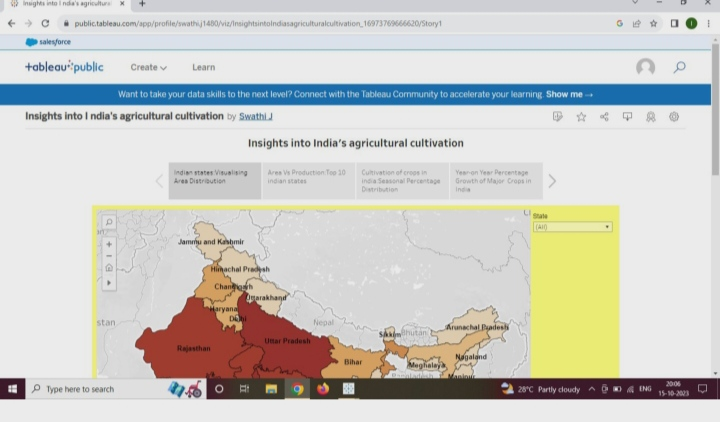 Insights into I ndia's agricultura
public.tableau.com/app/profile/swathi.j1480/viz/InsightsintoIndiasagriculturalcultivation_16973769666620/Story1
salesforce
+ableau public
Create
Learn
Want to take your data skills to the next level? Connect with the Tableau Community to accelerate your learning. Show me →
Insights into I ndia's agricultural cultivation by Swathi J
Insights into India's agricultural cultivation
Indian states:Visualising
Area Distribution
Area Vs Production:Top 10
indian states
Cultivation of crops in
india:Seasonal Percentage
Distribution
Year on Year Percentage
Growth of Major Crops in
India
State
(All)
Jammu and Kashmir
Himachal Pradesh
Chandigarh
Uttarakhand
Haryana
Delhi
stan
Nepal
Sikkim
Bhutan
Arunachal Pradesh
Rajasthan
Uttar Pradesh
Bihar
Meghalaya
Nagaland
Bangladesh
Manipur
Type here to search
28°C Partly cloudy
ENG
20:06
15-10-2023